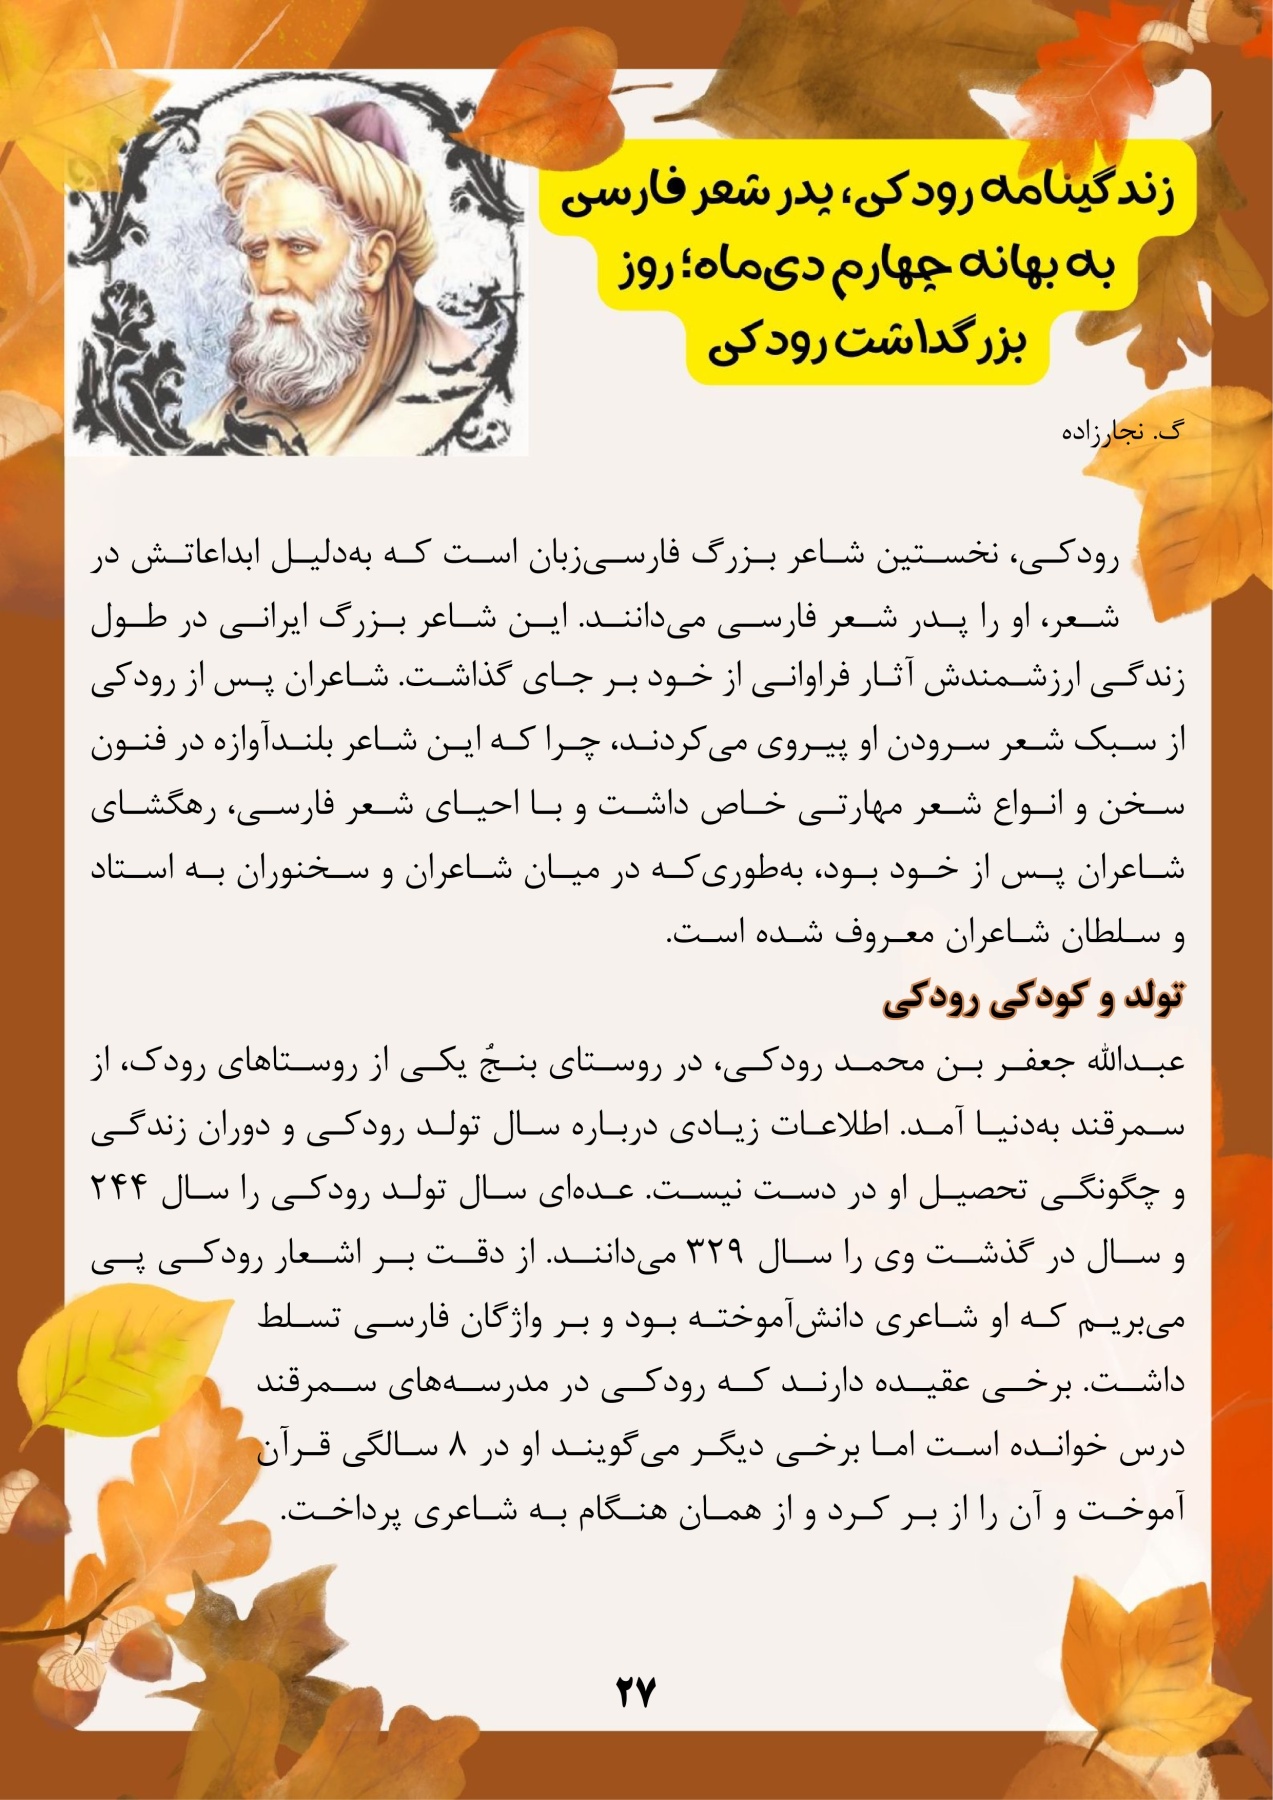 زندگینامه رودکی، پدر شعر فارسی
به بهانه چهارم دی‌ماه؛ روز
بزرگداشت رودکی
گ. نجارزاده
رودکی، نخستین شاعر بزرگ فارسی‌زبان است که به‌دلیل ابداعاتش در
شعر، او را پدر شعر فارسی می‌دانند. این شاعر بزرگ ایرانی در طول
زندگی ارزشمندش آثار فراوانی از خود بر جای گذاشت. شاعران پس از رودکی
از سبک شعر سرودن او پیروی می‌کردند، چرا که این شاعر بلندآوازه در فنون
سخن و انواع شعر مهارتی خاص داشت و با احیای شعر فارسی، رهگشای
شاعران پس از خود بود، به‌طوری‌که در میان شاعران و سخنوران به استاد
و سلطان شاعران معروف شده است.
تولد و کودکی رودکی
عبدالله جعفر بن محمد رودکی، در روستای بنجُ یکی از روستاهای رودک، از
سمرقند به‌دنیا آمد. اطلاعات زیادی درباره سال تولد رودکی و دوران زندگی
و چگونگی تحصیل او در دست نیست. عده‌ای سال تولد رودکی را سال ۲۴۴
و سال در گذشت وی را سال ۳۲۹ می‌دانند. از دقت بر اشعار رودکی پی
می‌بریم که او شاعری دانش‌آموخته بود و بر واژگان فارسی تسلط
داشت. برخی عقیده دارند که رودکی در مدرسه‌های سمرقند
درس خوانده است اما برخی دیگر می‌گویند او در ۸ سالگی قرآن
آموخت و آن را از بر کرد و از همان هنگام به شاعری پرداخت.
۲۷